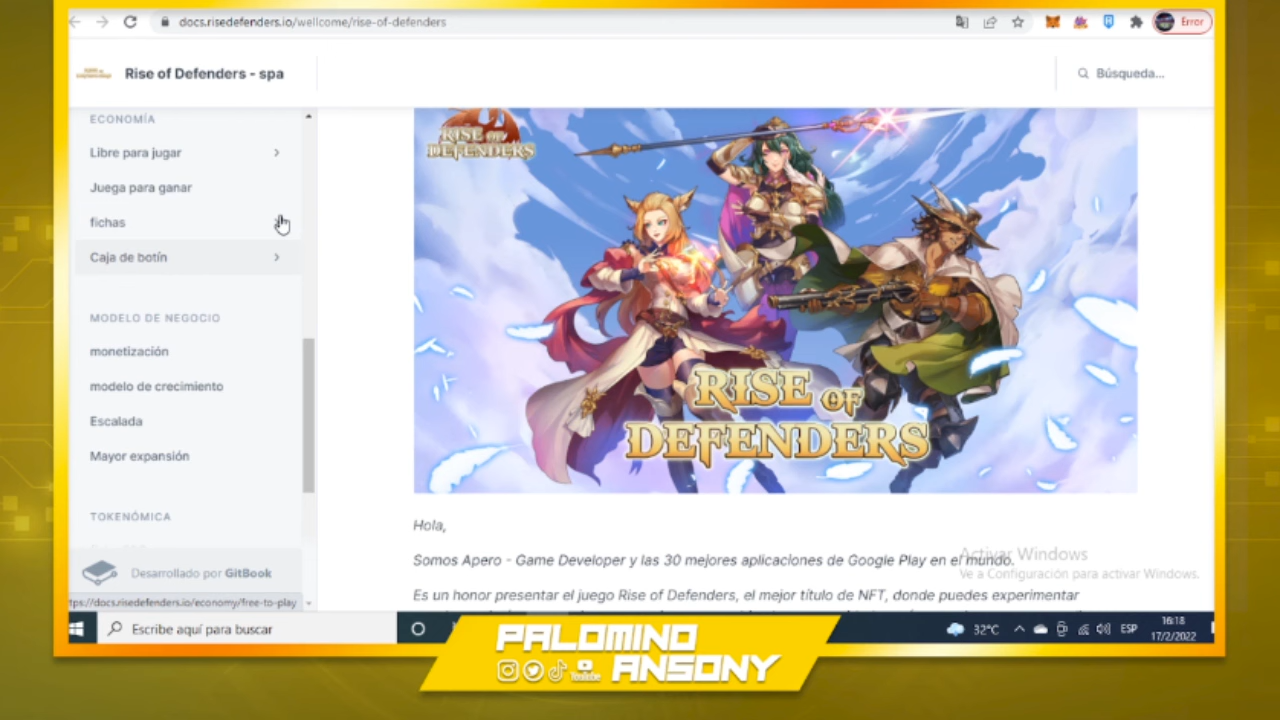 docs.risedefenders.io/wellcome/rise-of-defenders
Error
Rise of Defenders - spa
Búsqueda...
ECONOMÍA
Libre para jugar
Juega para ganar
fichas
Caja de botín
MODELO DE NEGOCIO
monetización
modelo de crecimiento
Escalada
Mayor expansión
TOKENÓMICA
Desarrollado por GitBook
tps://docs.risedefenders.io/economy/free-to-play
RISE OF
DEFENDERS
RISE OF
DEFENDERS
Hola,
Somos Apero - Game Developer y las 30 mejores aplicaciones de Google Play en el mundo.
Es un honor presentar el juego Rise of Defenders, el mejor título de NFT, donde puedes experimentar
Activar Windows
Ve a Configuración para activar Windows.
Escribe aquí para buscar
32°C
ESP
16:18
17/2/2022
PALOMINO
ANSONY
YouTube